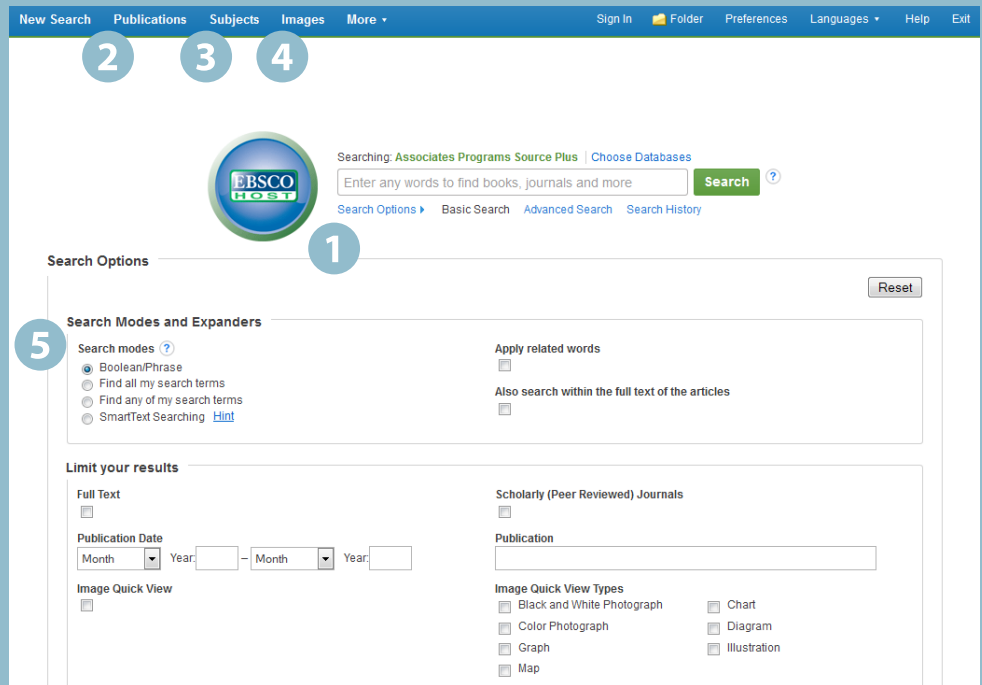 New Search Publications Subjects Images More Sign In Folder Preferences Languages Help Exit
2 3 4
Searching: Associates Programs Source Plus Choose Databases
EBSCO
HOST
Enter any words to find books, journals and more Search ?
Search Options Basic Search Advanced Search Search History
1
Search Options
Reset
Search Modes and Expanders
5
Search modes ? Apply related words
Boolean/Phrase
Find all my search terms
Also search within the full text of the articles
Find any of my search terms
SmartText Searching Hint
Limit your results
Full Text Scholarly (Peer Reviewed) Journals
Publication Date Publication
Month Year: – Month Year:
Image Quick View Image Quick View Types
Black and White Photograph Chart
Color Photograph Diagram
Graph Illustration
Map